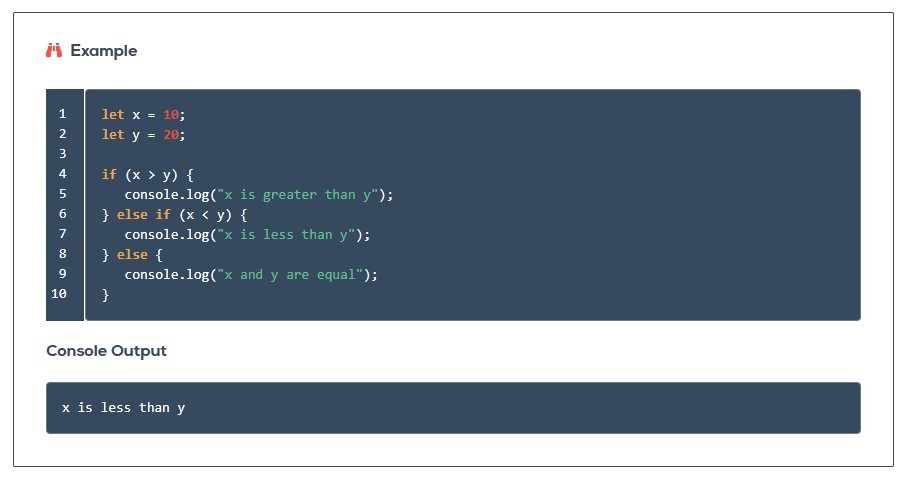 Example
1 let x = 10;
2 let y = 20;
3
4 if (x > y) {
5    console.log("x is greater than y");
6 } else if (x < y) {
7    console.log("x is less than y");
8 } else {
9    console.log("x and y are equal");
10 }
Console Output
x is less than y